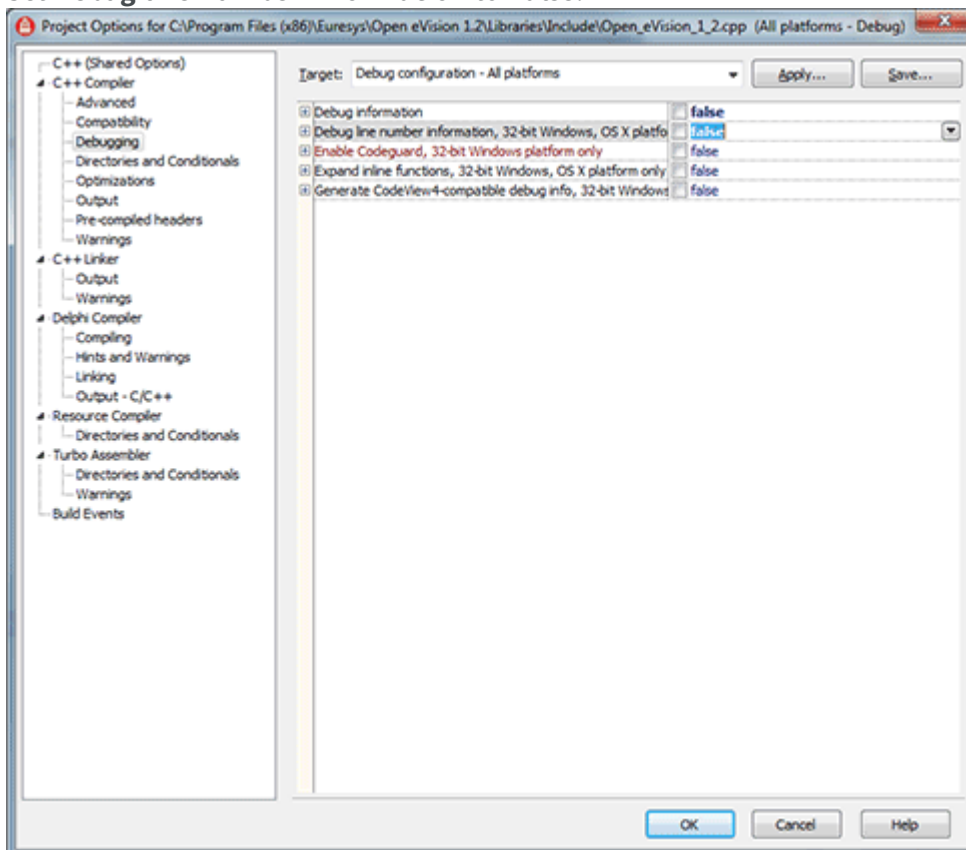 Project Options for C:\Program Files (x86)\Euresys\Open eVision 1.2\Libraries\Include\Open_eVision_1_2.cpp (All platforms - Debug)
C++ (Shared Options)
C++ Compiler
Advanced
Compatibility
Debugging
Directories and Conditionals
Optimizations
Output
Pre-compiled headers
Warnings
C++ Linker
Output
Warnings
Delphi Compiler
Compiling
Hints and Warnings
Linking
Output - C/C++
Resource Compiler
Directories and Conditionals
Turbo Assembler
Directories and Conditionals
Warnings
Build Events
Target: Debug configuration - All platforms Apply... Save...
Debug information false
Debug line number information, 32-bit Windows, OS X platfo false
Enable Codeguard, 32-bit Windows platform only false
Expand inline functions, 32-bit Windows, OS X platform only false
Generate CodeView4-compatible debug info, 32-bit Windows false
OK Cancel Help